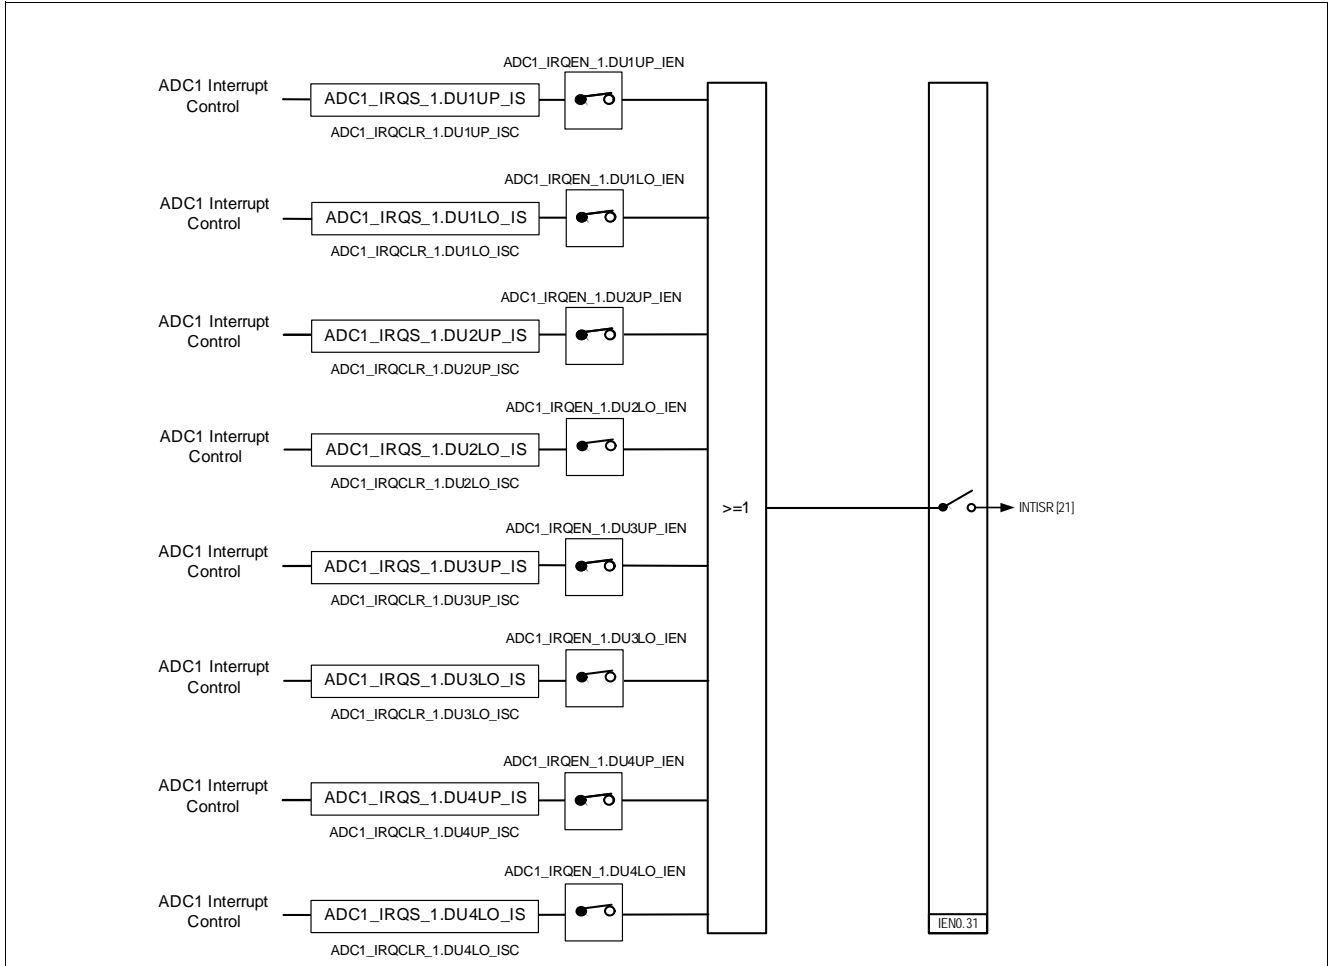 ADC1_IRQEN_1.DU1UP_IEN
ADC1 Interrupt
Control
ADC1_IRQS_1.DU1UP_IS
ADC1_IRQCLR_1.DU1UP_ISC
ADC1_IRQEN_1.DU1LO_IEN
ADC1 Interrupt
Control
ADC1_IRQS_1.DU1LO_IS
ADC1_IRQCLR_1.DU1LO_ISC
ADC1_IRQEN_1.DU2UP_IEN
ADC1 Interrupt
Control
ADC1_IRQS_1.DU2UP_IS
ADC1_IRQCLR_1.DU2UP_ISC
ADC1_IRQEN_1.DU2LO_IEN
ADC1 Interrupt
Control
ADC1_IRQS_1.DU2LO_IS
ADC1_IRQCLR_1.DU2LO_ISC
>=1
INTISR[21]
ADC1_IRQEN_1.DU3UP_IEN
ADC1 Interrupt
Control
ADC1_IRQS_1.DU3UP_IS
ADC1_IRQCLR_1.DU3UP_ISC
ADC1_IRQEN_1.DU3LO_IEN
ADC1 Interrupt
Control
ADC1_IRQS_1.DU3LO_IS
ADC1_IRQCLR_1.DU3LO_ISC
ADC1_IRQEN_1.DU4UP_IEN
ADC1 Interrupt
Control
ADC1_IRQS_1.DU4UP_IS
ADC1_IRQCLR_1.DU4UP_ISC
ADC1_IRQEN_1.DU4LO_IEN
ADC1 Interrupt
Control
ADC1_IRQS_1.DU4LO_IS
ADC1_IRQCLR_1.DU4LO_ISC
IEN0.31